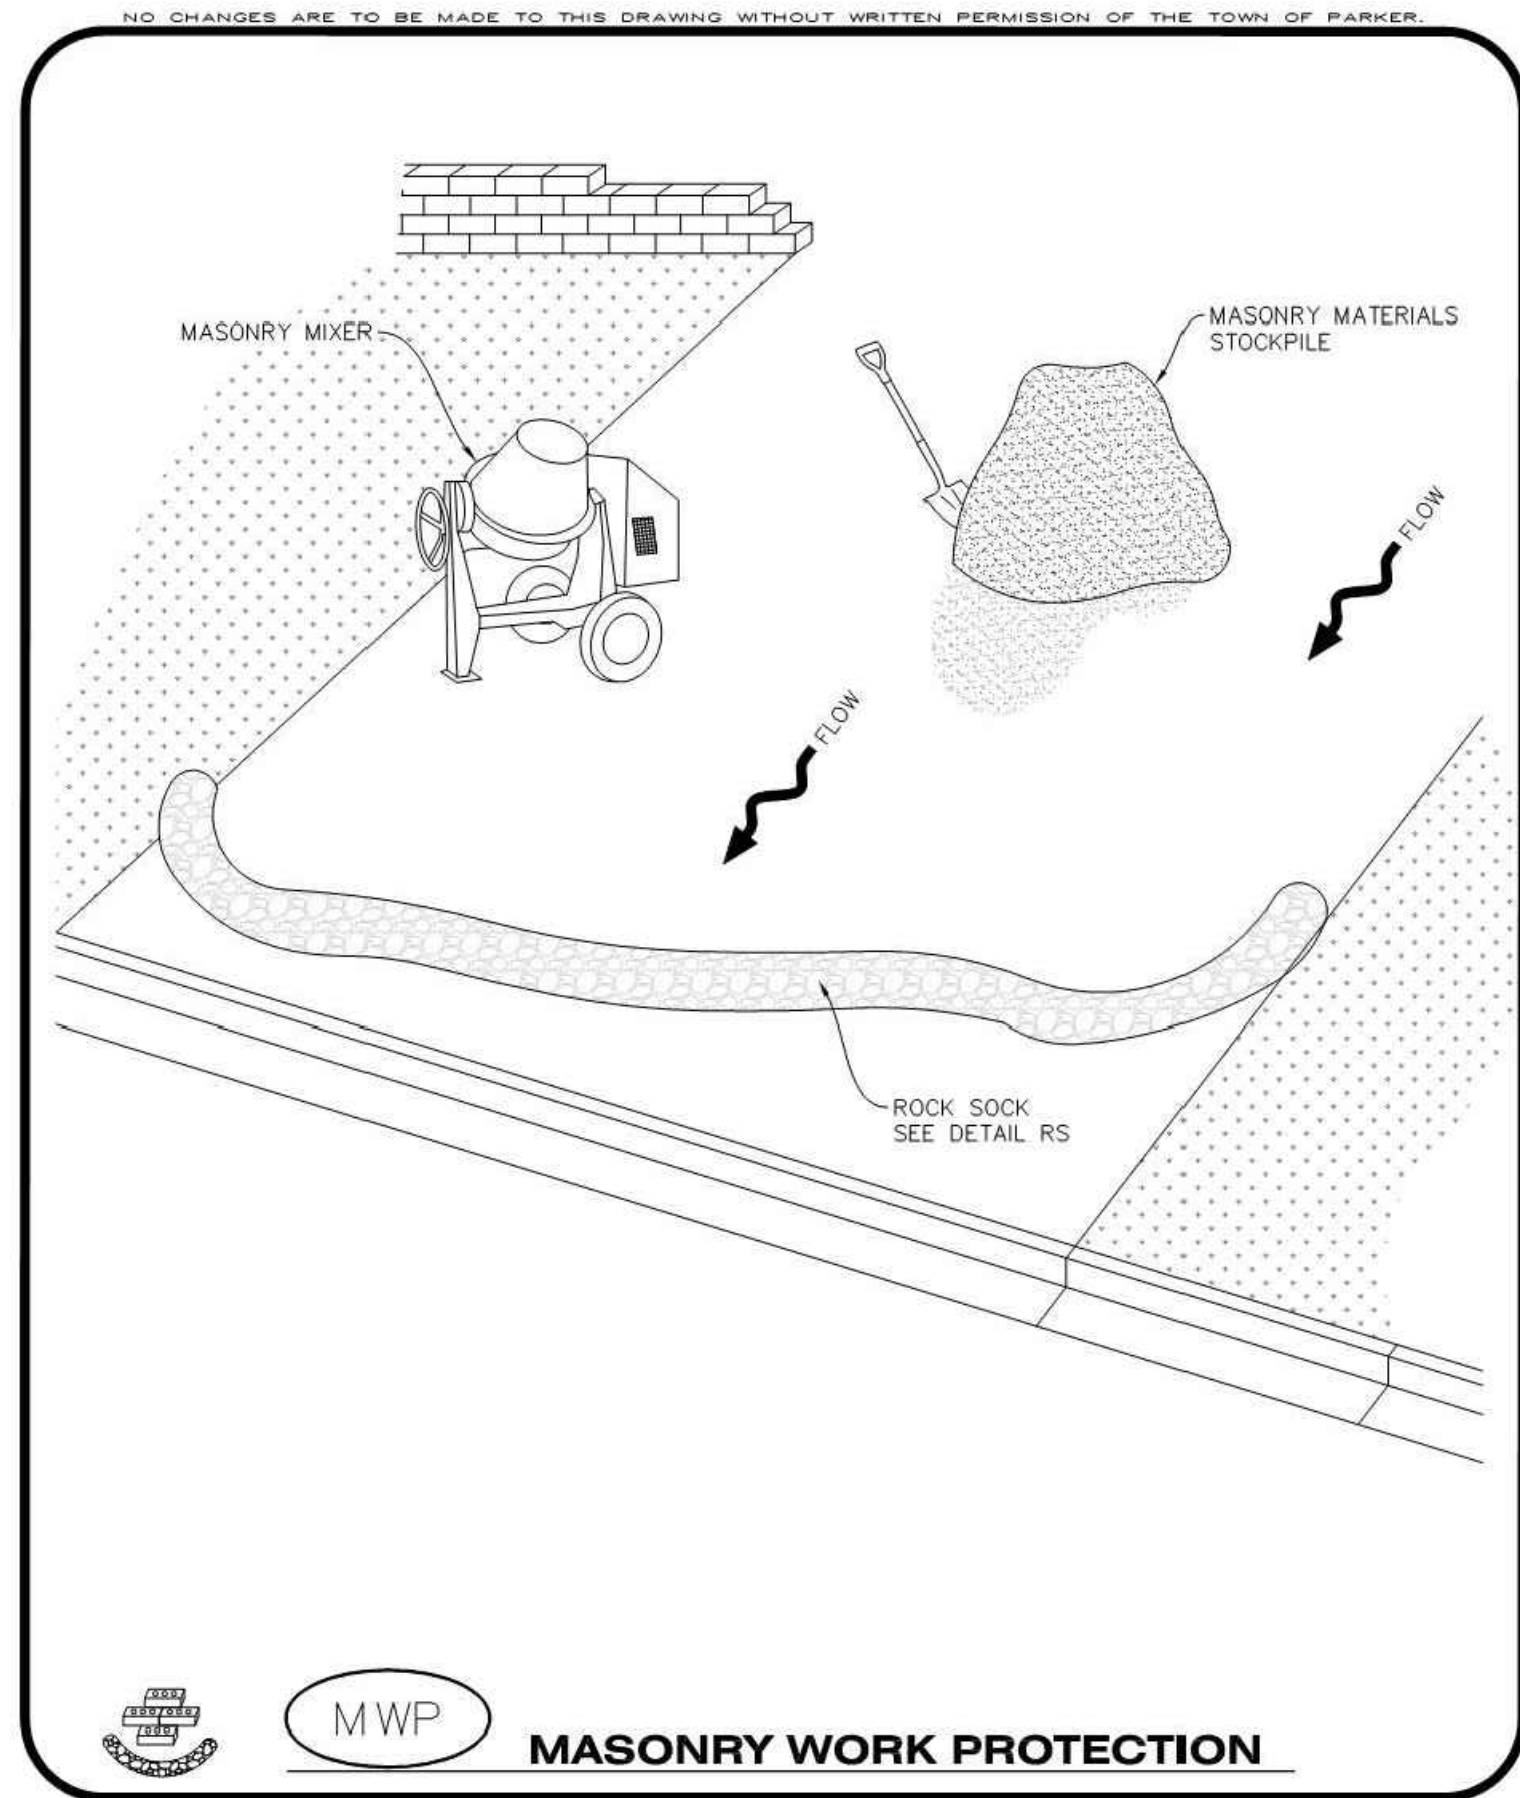 NO CHANGES ARE TO BE MADE TO THIS DRAWING WITHOUT WRITTEN PERMISSION OF THE TOWN OF PARKER.
MASONRY MIXER
MASONRY MATERIALS
STOCKPILE
FLOW
FLOW
ROCK SOCK
SEE DETAIL RS
MWP
MASONRY WORK PROTECTION